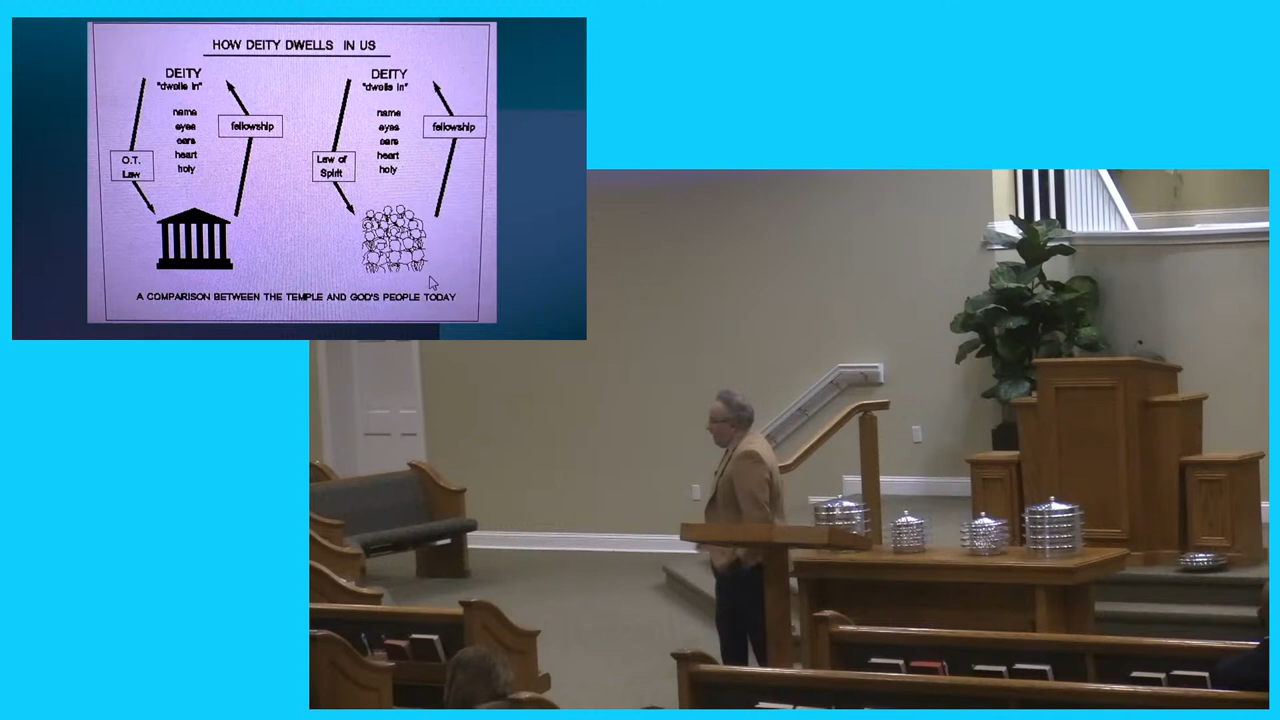 HOW DEITY DWELLS IN US
DEITY
"dwells in"
name
eyes
ears
heart
holy
fellowship
O.T.
Law
DEITY
"dwells in"
name
eyes
ears
heart
holy
fellowship
Law of
Spirit
A COMPARISON BETWEEN THE TEMPLE AND GOD'S PEOPLE TODAY